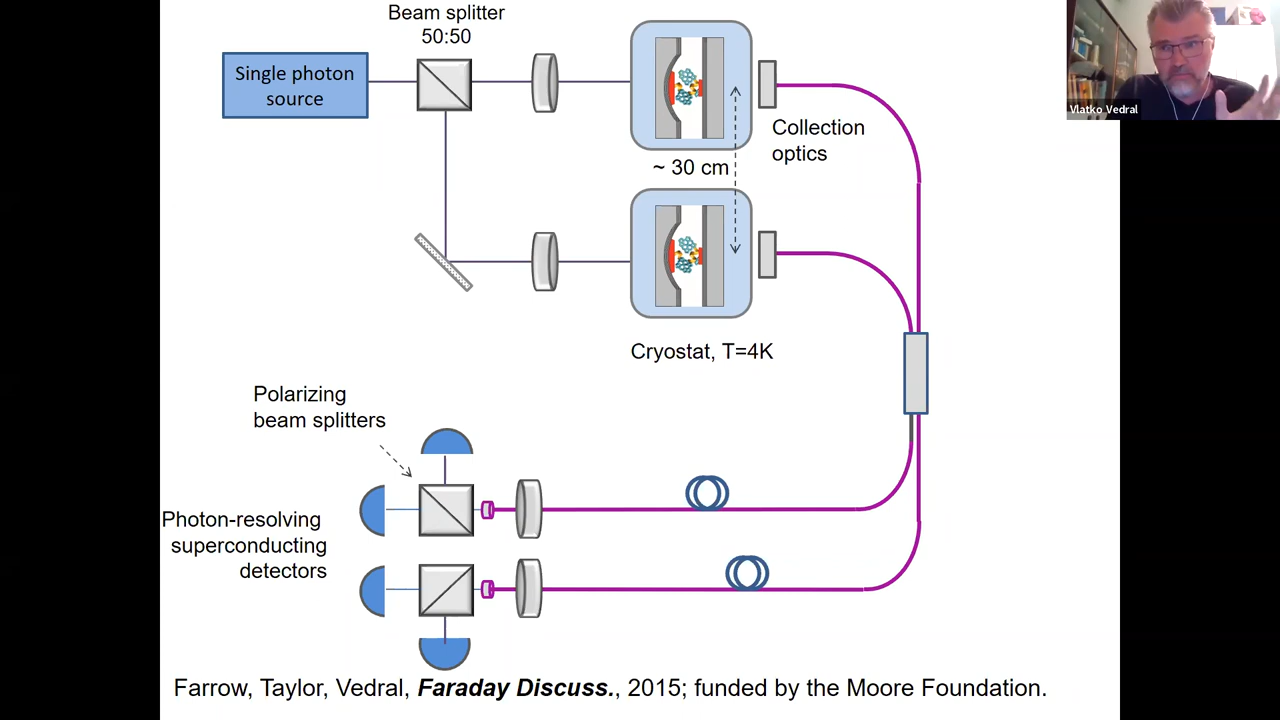 Beam splitter
50:50
Single photon
source
Vlatko Vedral
Collection
optics
~ 30 cm
Cryostat, T=4K
Polarizing
beam splitters
Photon-resolving
superconducting
detectors
Farrow, Taylor, Vedral, Faraday Discuss., 2015; funded by the Moore Foundation.